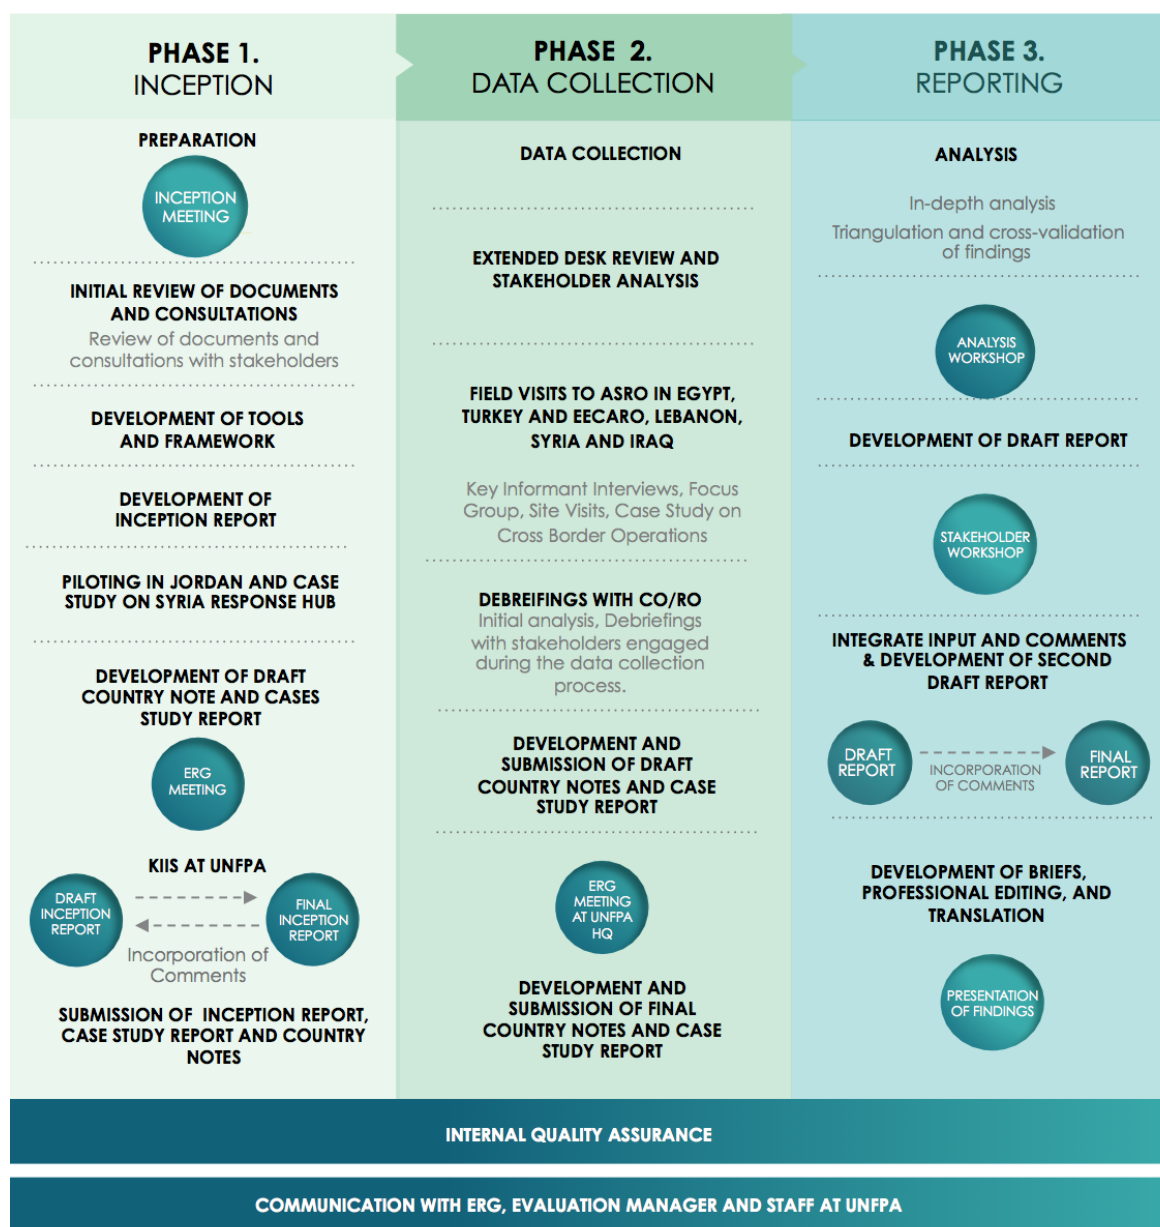 PHASE 1.
INCEPTION
PREPARATION
INCEPTION
MEETING
INITIAL REVIEW OF DOCUMENTS
AND CONSULTATIONS
Review of documents and
consultations with stakeholders
DEVELOPMENT OF TOOLS
AND FRAMEWORK
DEVELOPMENT OF
INCEPTION REPORT
PILOTING IN JORDAN AND CASE
STUDY ON SYRIA RESPONSE HUB
DEVELOPMENT OF DRAFT
COUNTRY NOTE AND CASES
STUDY REPORT
ERG
MEETING
KIIS AT UNFPA
DRAFT
INCEPTION
REPORT
FINAL
INCEPTION
REPORT
Incorporation of
Comments
SUBMISSION OF INCEPTION REPORT,
CASE STUDY REPORT AND COUNTRY
NOTES
PHASE 2.
DATA COLLECTION
DATA COLLECTION
EXTENDED DESK REVIEW AND
STAKEHOLDER ANALYSIS
FIELD VISITS TO ASRO IN EGYPT,
TURKEY AND EECARO, LEBANON,
SYRIA AND IRAQ
Key Informant Interviews, Focus
Group, Site Visits, Case Study on
Cross Border Operations
DEBREIFINGS WITH CO/RO
Initial analysis, Debriefings
with stakeholders engaged
during the data collection
process.
DEVELOPMENT AND
SUBMISSION OF DRAFT
COUNTRY NOTES AND CASE
STUDY REPORT
ERG
MEETING
AT UNFPA
HQ
DEVELOPMENT AND
SUBMISSION OF FINAL
COUNTRY NOTES AND CASE
STUDY REPORT
PHASE 3.
REPORTING
ANALYSIS
In-depth analysis
Triangulation and cross-validation
of findings
ANALYSIS
WORKSHOP
DEVELOPMENT OF DRAFT REPORT
STAKEHOLDER
WORKSHOP
INTEGRATE INPUT AND COMMENTS
& DEVELOPMENT OF SECOND
DRAFT REPORT
DRAFT
REPORT
INCORPORATION
OF COMMENTS
FINAL
REPORT
DEVELOPMENT OF BRIEFS,
PROFESSIONAL EDITING, AND
TRANSLATION
PRESENTATION
OF FINDINGS
INTERNAL QUALITY ASSURANCE
COMMUNICATION WITH ERG, EVALUATION MANAGER AND STAFF AT UNFPA